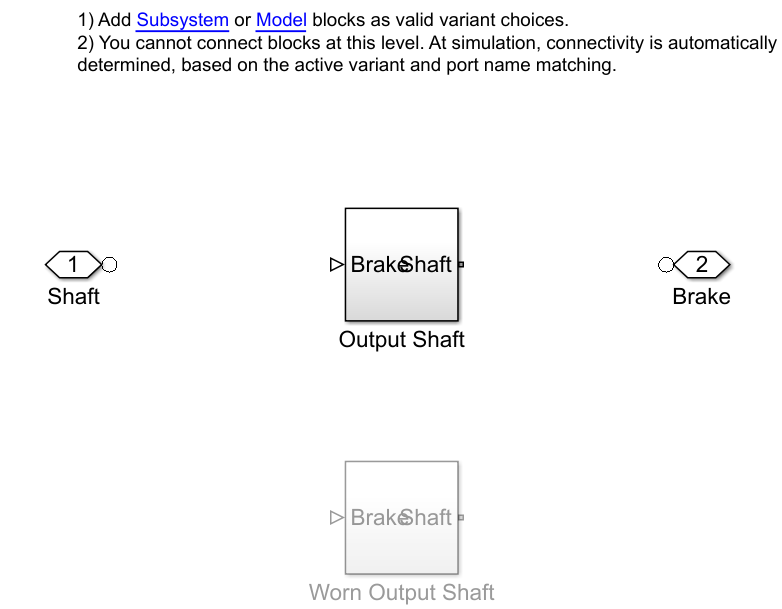 1) Add Subsystem or Model blocks as valid variant choices.
2) You cannot connect blocks at this level. At simulation, connectivity is automatically
determined, based on the active variant and port name matching.
1
Shaft
Brake
Shaft
Output Shaft
2
Brake
Brake
Shaft
Worn Output Shaft